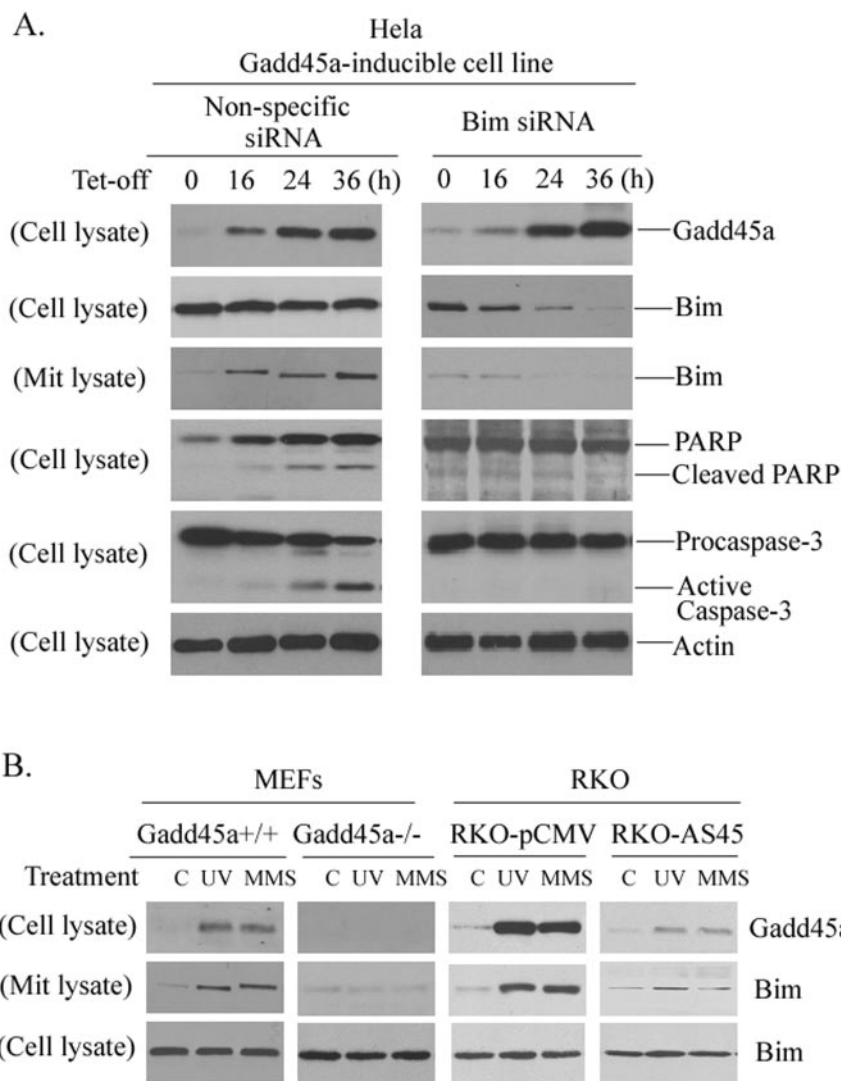 A.
Hela
Gadd45a-inducible cell line
Non-specific
siRNA
Bim siRNA
Tet-off 0 16 24 36 (h) 0 16 24 36 (h)
(Cell lysate) Gadd45a
(Cell lysate) Bim
(Mit lysate) Bim
(Cell lysate) PARP
Cleaved PARP
(Cell lysate) Procaspase-3
Active
Caspase-3
(Cell lysate) Actin
B.
MEFs RKO
Gadd45a+/+ Gadd45a-/- RKO-pCMV RKO-AS45
Treatment C UV MMS C UV MMS C UV MMS C UV MMS
(Cell lysate) Gadd45a
(Mit lysate) Bim
(Cell lysate) Bim